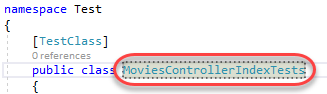 namespace Test
{
[TestClass]
0 references
public class MoviesControllerIndexTests
{